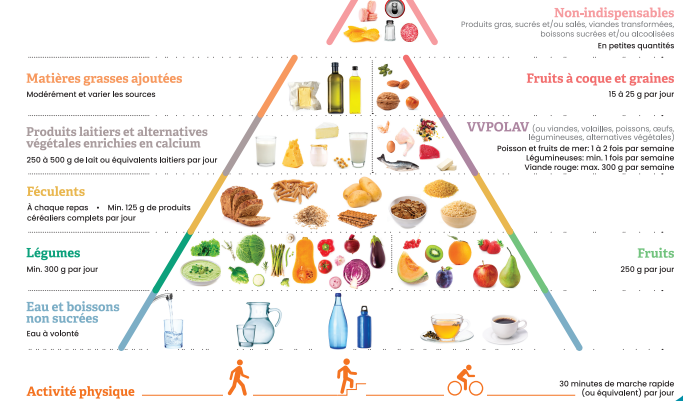 Non-indispensables
Produits gras, sucrés et/ou salés, viandes transformées,
boissons sucrées et/ou alcoolisées
En petites quantités
Matières grasses ajoutées
Modérément et varier les sources
Fruits à coque et graines
15 à 25 g par jour
Produits laitiers et alternatives
végétales enrichies en calcium
250 à 500 g de lait ou équivalents laitiers par jour
VVPOLAV (ou viandes, volailles, poissons, œufs,
légumineuses, alternatives végétales)
Poisson et fruits de mer: 1 à 2 fois par semaine
Légumineuses: min. 1 fois par semaine
Viande rouge: max. 300 g par semaine
Féculents
À chaque repas • Min. 125 g de produits
céréaliers complets par jour
Légumes
Min. 300 g par jour
Fruits
250 g par jour
Eau et boissons
non sucrées
Eau à volonté
Activité physique
30 minutes de marche rapide
(ou équivalent) par jour